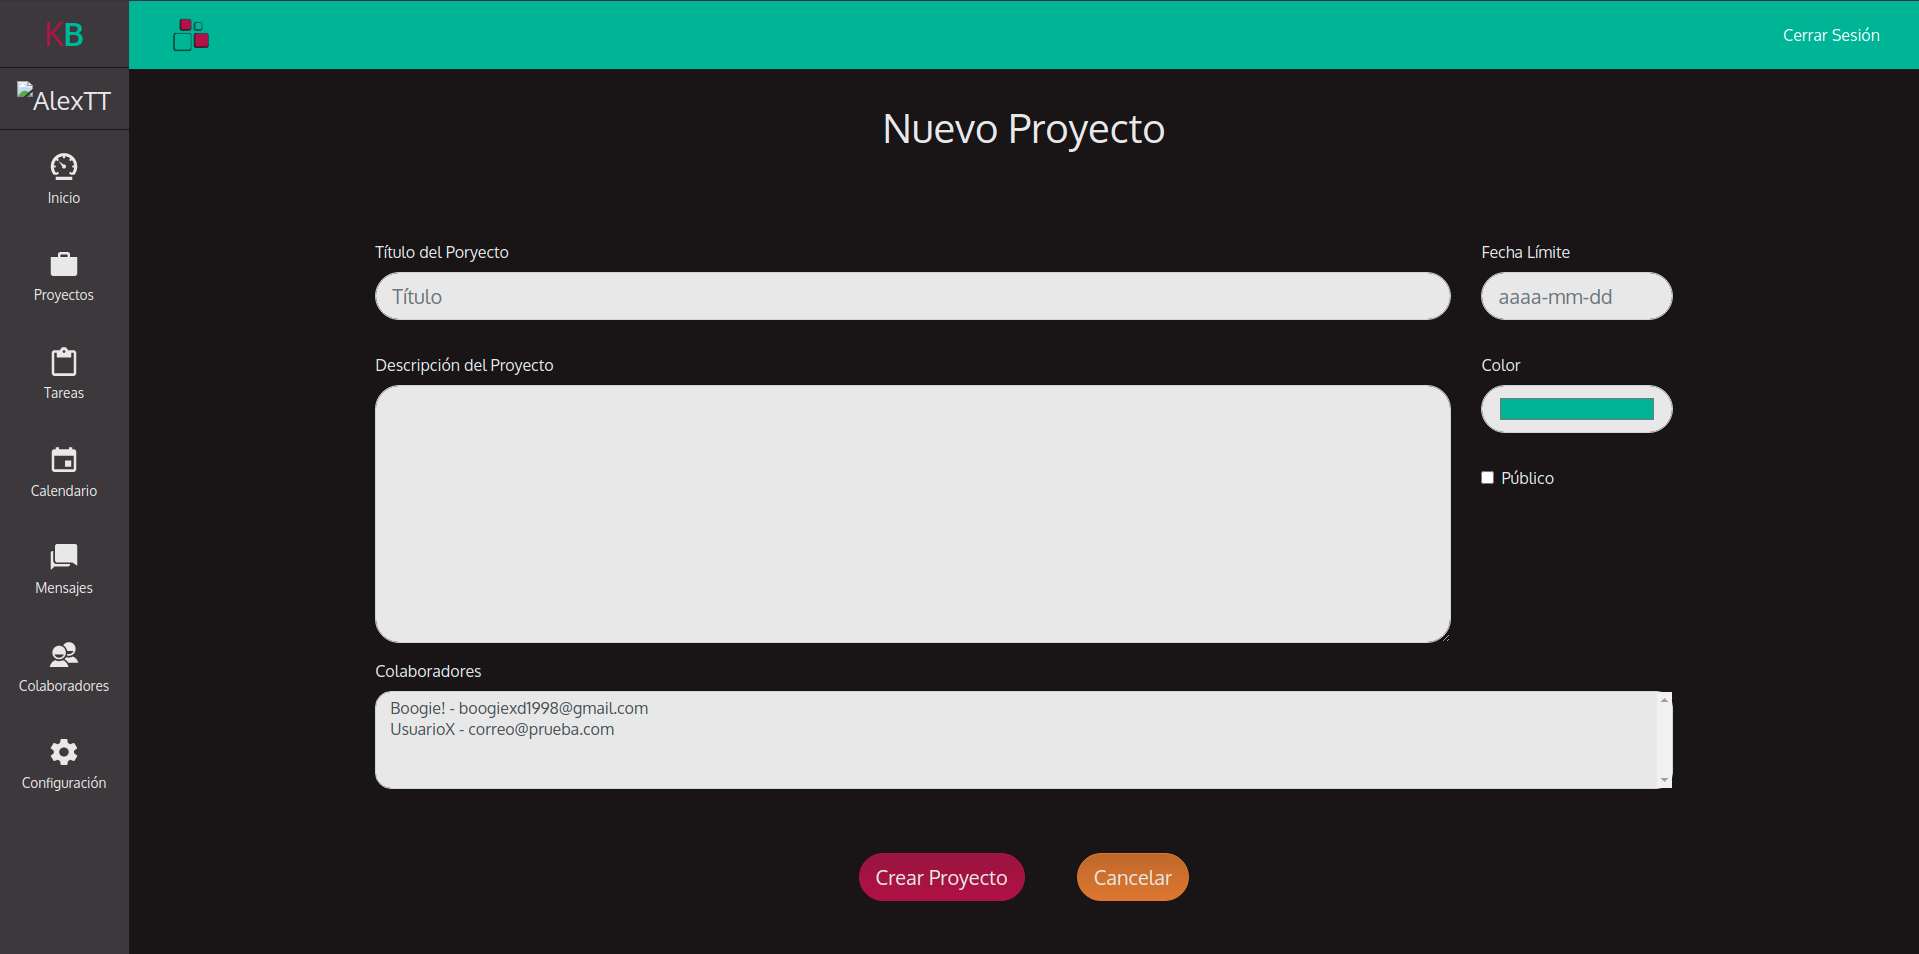 KB
Cerrar Sesión
AlexTT
Inicio
Proyectos
Tareas
Calendario
Mensajes
Colaboradores
Configuración
Nuevo Proyecto
Título del Poryecto
Título
Fecha Límite
aaaa-mm-dd
Descripción del Proyecto
Color
Público
Colaboradores
Boogie! - boogiexd1998@gmail.com
UsuarioX - correo@prueba.com
Crear Proyecto
Cancelar